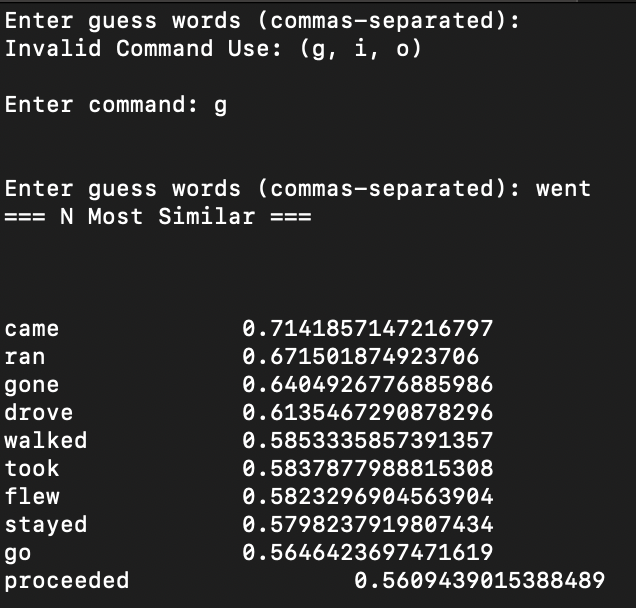 Enter guess words (commas-separated):
Invalid Command Use: (g, i, o)
Enter command: g
Enter guess words (commas-separated): went
=== N Most Similar ===
came 0.7141857147216797
ran 0.671501874923706
gone 0.6404926776885986
drove 0.6135467290878296
walked 0.5853335857391357
took 0.5837877988815308
flew 0.5823296904563904
stayed 0.5798237919807434
go 0.5646423697471619
proceeded 0.5609439015388489